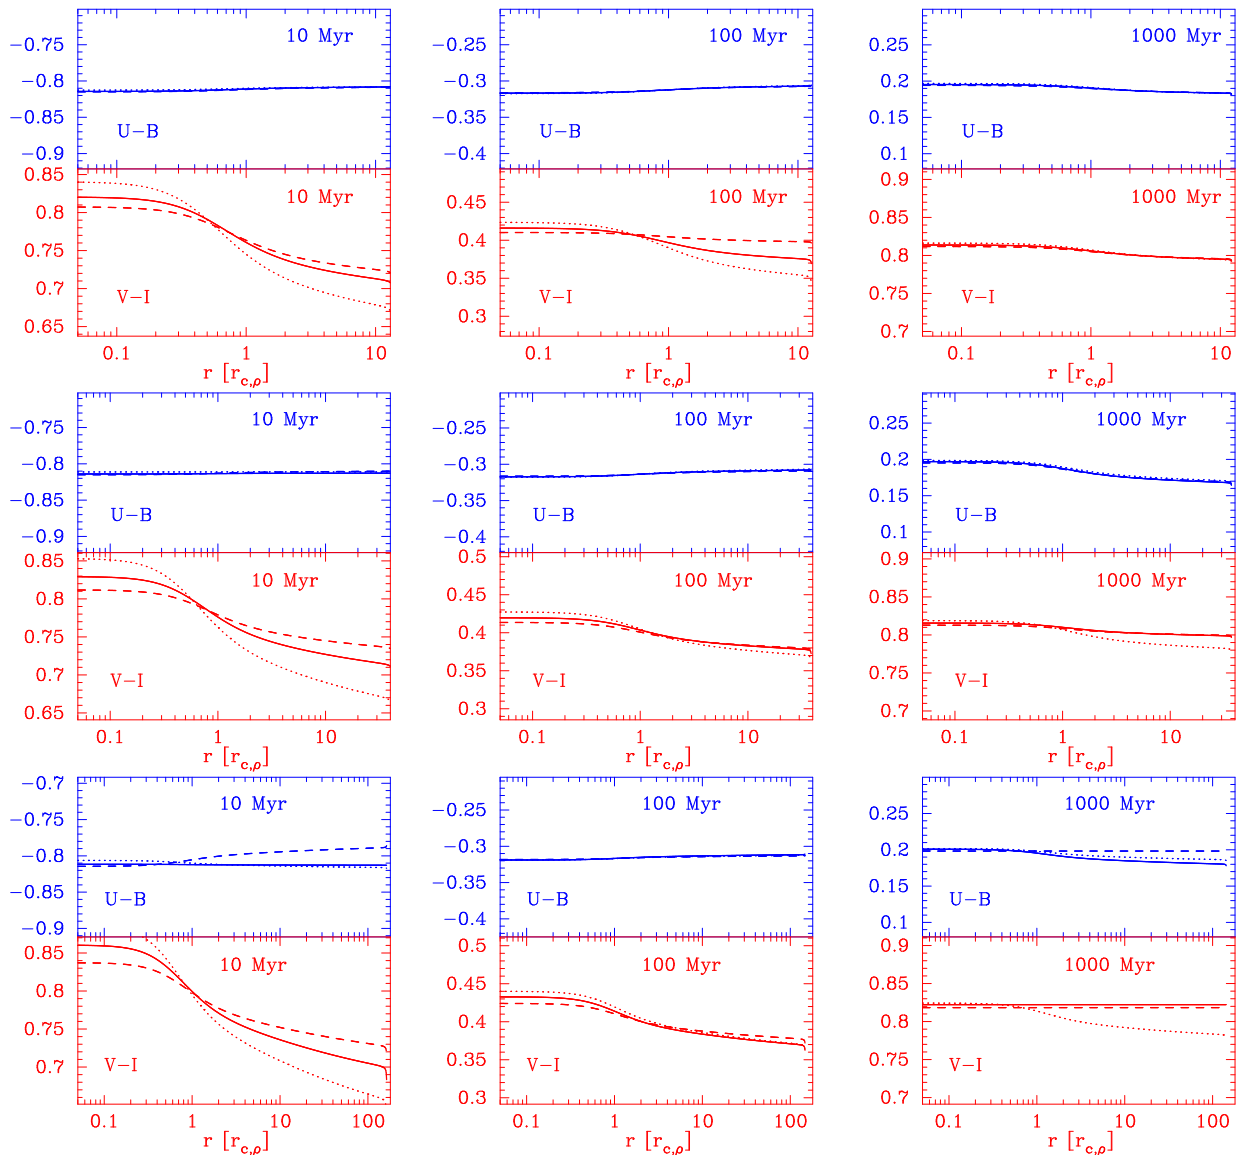 −0.75
−0.8
−0.85
−0.9
10 Myr
U−B
0.85
0.8
0.75
0.7
0.65
10 Myr
V−I
0.1
1
10
r [r_c,ρ]
−0.25
−0.3
−0.35
−0.4
100 Myr
U−B
0.45
0.4
0.35
0.3
100 Myr
V−I
0.1
1
10
r [r_c,ρ]
0.25
0.2
0.15
0.1
1000 Myr
U−B
0.9
0.85
0.8
0.75
0.7
1000 Myr
V−I
0.1
1
10
r [r_c,ρ]
−0.75
−0.8
−0.85
−0.9
10 Myr
U−B
0.85
0.8
0.75
0.7
0.65
10 Myr
V−I
0.1
1
10
r [r_c,ρ]
−0.25
−0.3
−0.35
−0.4
100 Myr
U−B
0.5
0.45
0.4
0.35
0.3
100 Myr
V−I
0.1
1
10
r [r_c,ρ]
0.25
0.2
0.15
0.1
1000 Myr
U−B
0.9
0.85
0.8
0.75
0.7
1000 Myr
V−I
0.1
1
10
r [r_c,ρ]
−0.7
−0.75
−0.8
−0.85
−0.9
10 Myr
U−B
0.85
0.8
0.75
0.7
10 Myr
V−I
0.1
1
10
100
r [r_c,ρ]
−0.25
−0.3
−0.35
−0.4
100 Myr
U−B
0.5
0.45
0.4
0.35
0.3
100 Myr
V−I
0.1
1
10
100
r [r_c,ρ]
0.25
0.2
0.15
0.1
1000 Myr
U−B
0.9
0.85
0.8
0.75
0.7
1000 Myr
V−I
0.1
1
10
100
r [r_c,ρ]